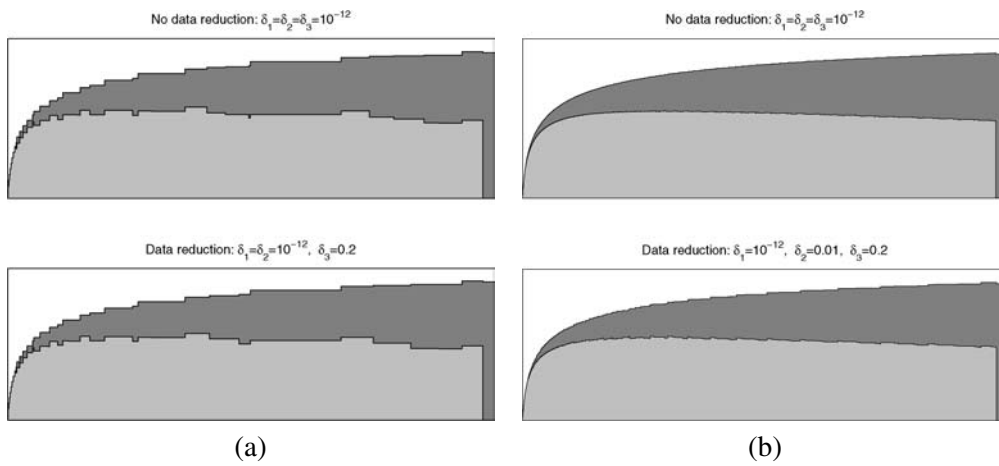 No data reduction: δ₁=δ₂=δ₃=10⁻¹²
No data reduction: δ₁=δ₂=δ₃=10⁻¹²
Data reduction: δ₁=δ₂=10⁻¹², δ₃=0.2
Data reduction: δ₁=10⁻¹², δ₂=0.01, δ₃=0.2
(a)
(b)